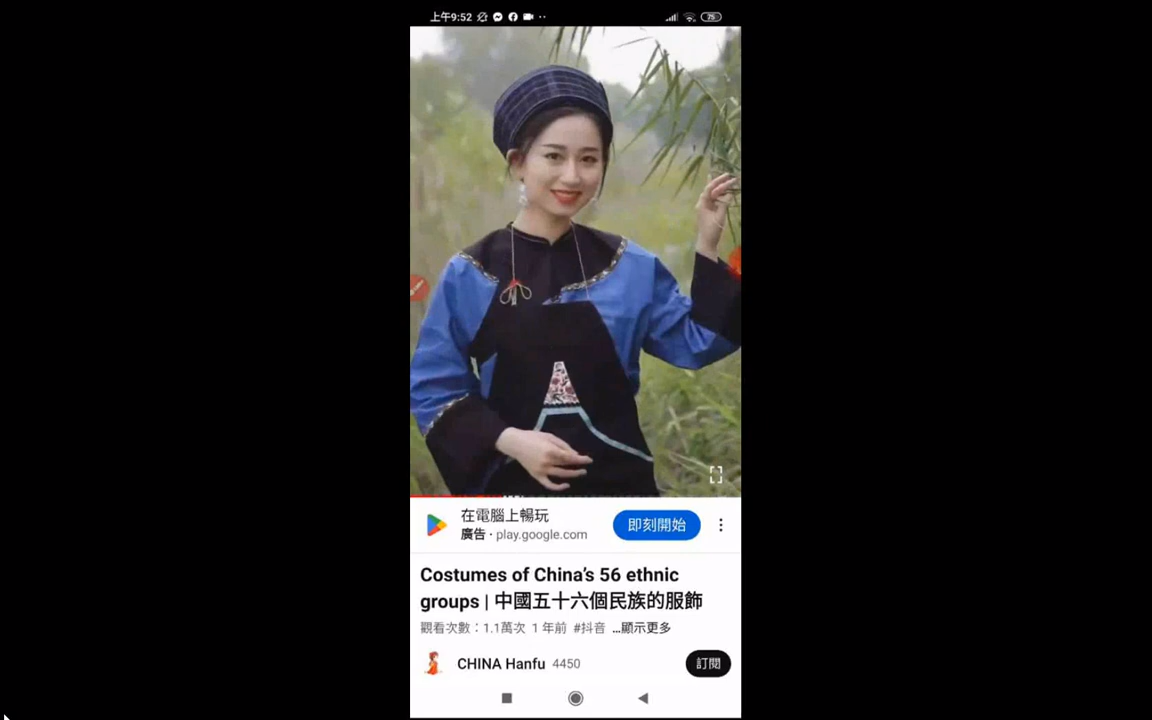 上午9:52
75
在電腦上暢玩
廣告 · play.google.com
即刻開始
Costumes of China’s 56 ethnic
groups | 中國五十六個民族的服飾
觀看次數：1.1萬次 1 年前 #抖音 ...顯示更多
CHINA Hanfu 4450
訂閱